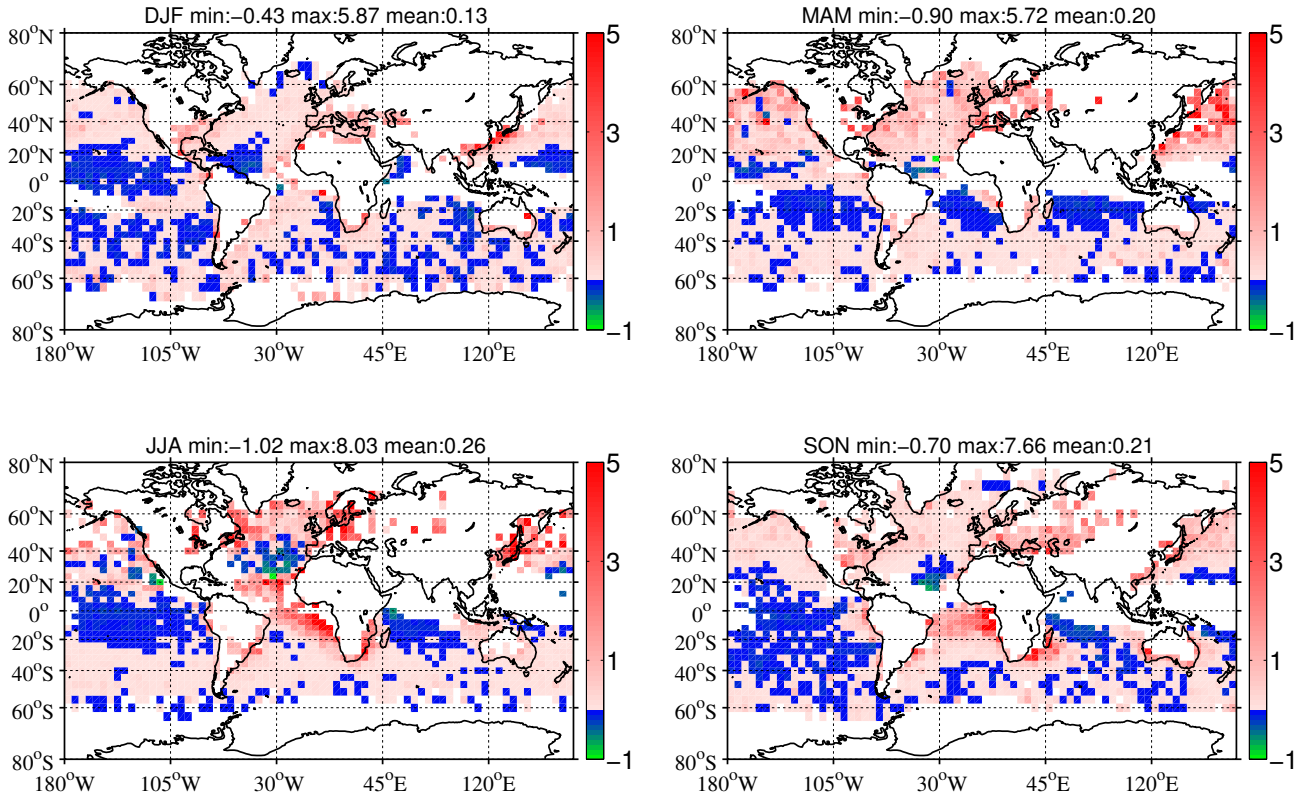 DJF min:−0.43 max:5.87 mean:0.13
80°N
60°N
40°N
20°N
0°
20°S
40°S
60°S
80°S
180°W 105°W 30°W 45°E 120°E
5
3
1
−1
MAM min:−0.90 max:5.72 mean:0.20
80°N
60°N
40°N
20°N
0°
20°S
40°S
60°S
80°S
180°W 105°W 30°W 45°E 120°E
5
3
1
−1
JJA min:−1.02 max:8.03 mean:0.26
80°N
60°N
40°N
20°N
0°
20°S
40°S
60°S
80°S
180°W 105°W 30°W 45°E 120°E
5
3
1
−1
SON min:−0.70 max:7.66 mean:0.21
80°N
60°N
40°N
20°N
0°
20°S
40°S
60°S
80°S
180°W 105°W 30°W 45°E 120°E
5
3
1
−1